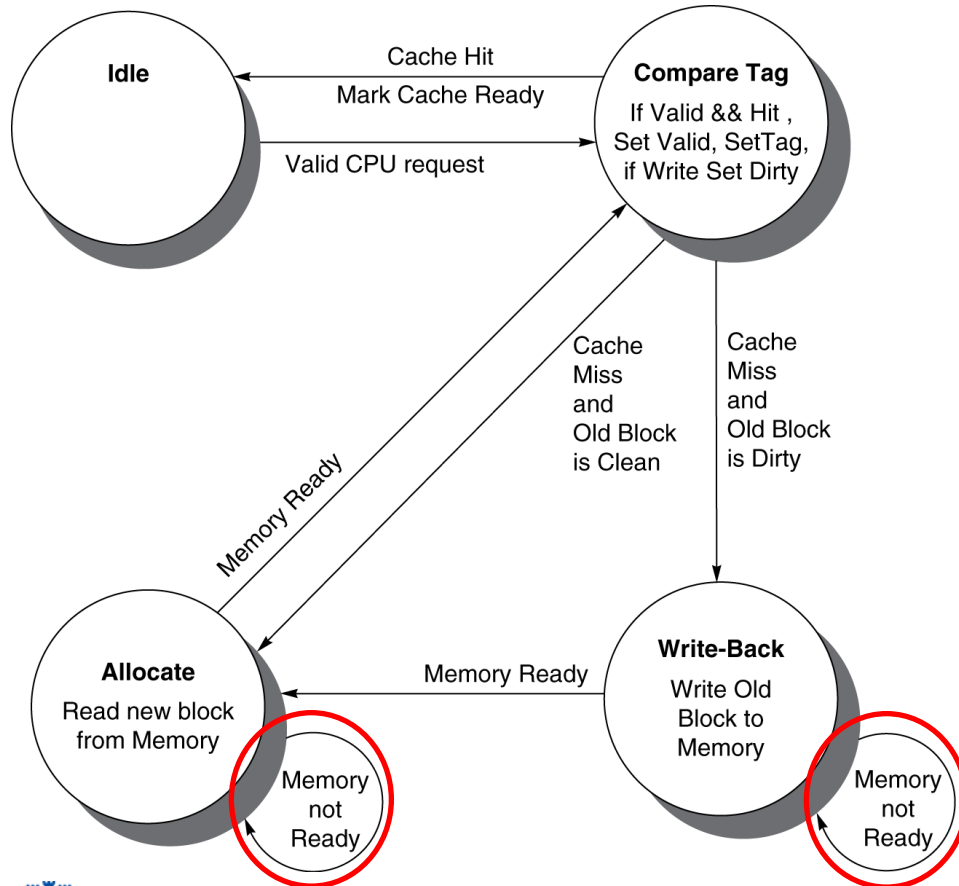 Idle
Cache Hit
Mark Cache Ready
Valid CPU request
Compare Tag
If Valid && Hit ,
Set Valid, SetTag,
if Write Set Dirty
Cache
Miss
and
Old Block
is Clean
Cache
Miss
and
Old Block
is Dirty
Memory Ready
Allocate
Read new block
from Memory
Memory
not
Ready
Memory Ready
Write-Back
Write Old
Block to
Memory
Memory
not
Ready